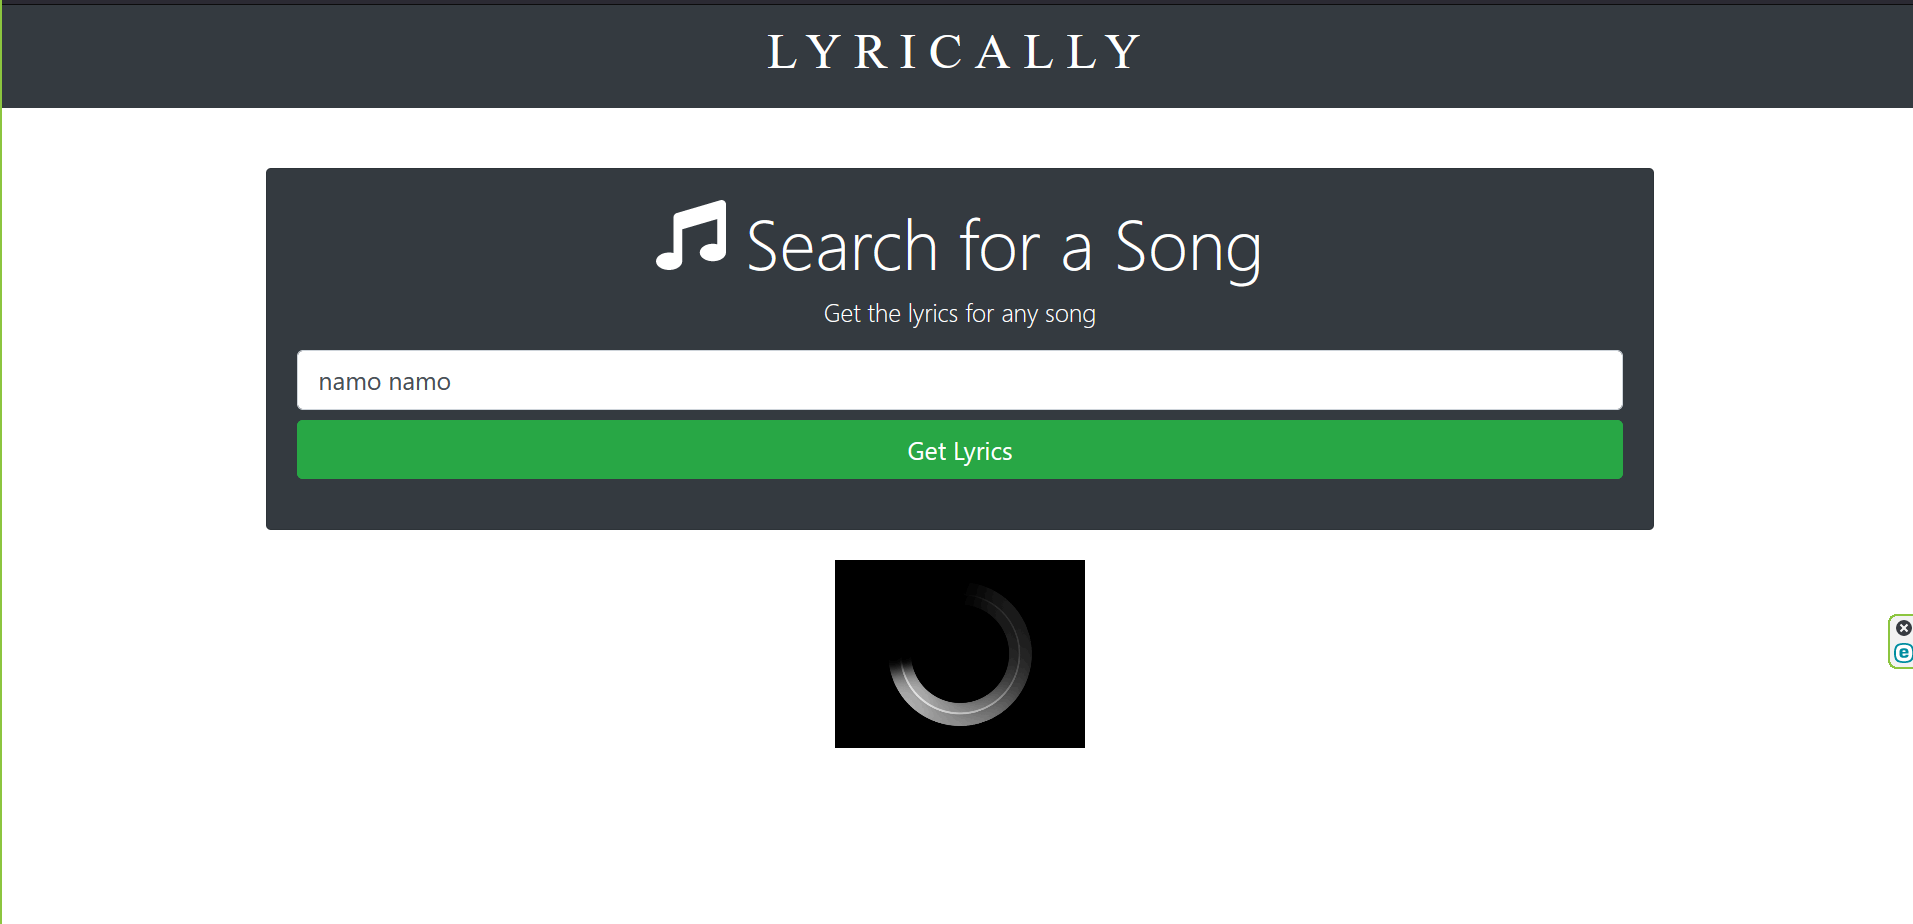 LYRICALLY
Search for a Song
Get the lyrics for any song
namo namo
Get Lyrics
e